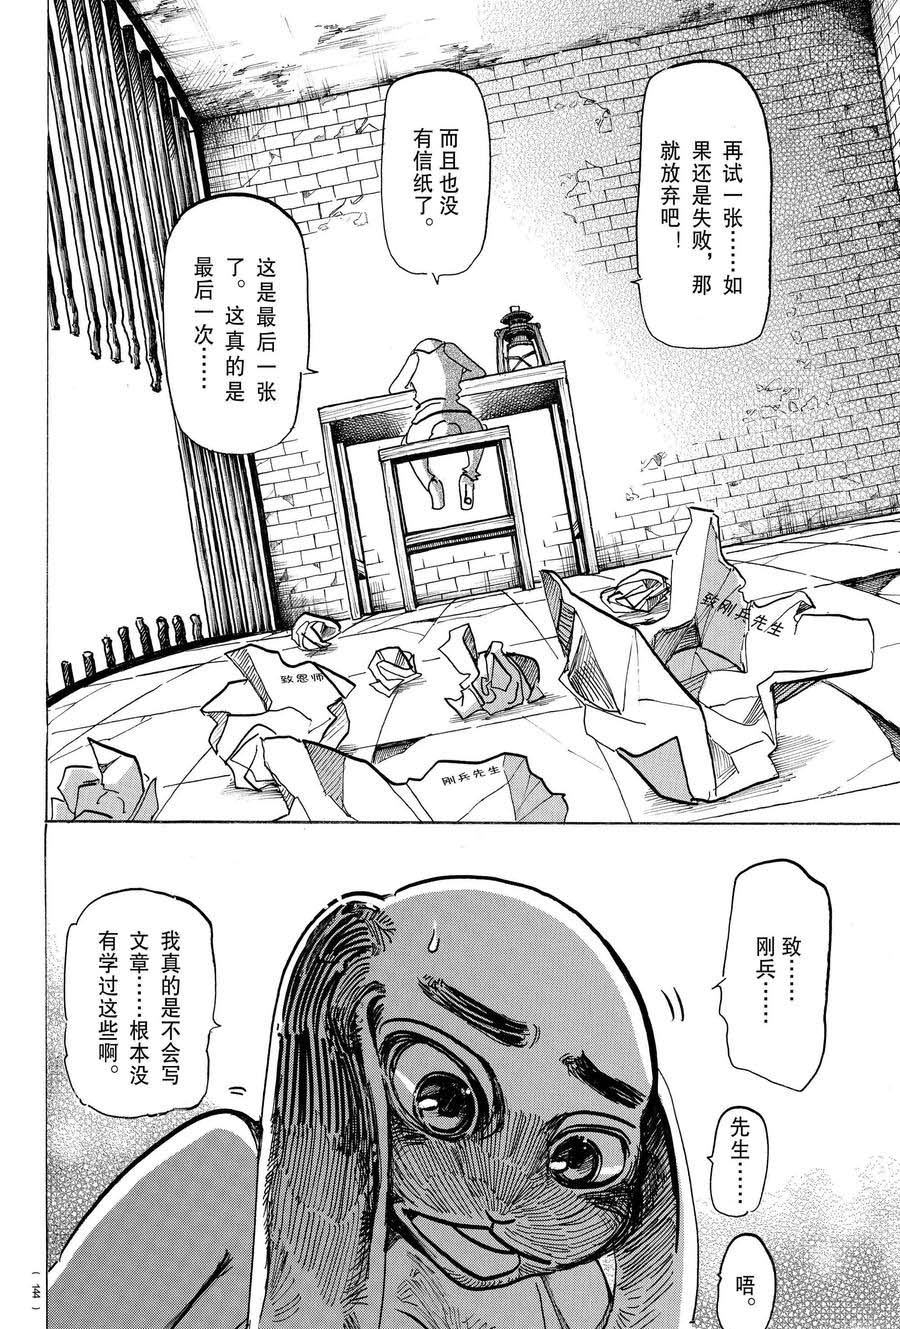 再试一张……如
果还是失败，那
就放弃吧！
而且也没
有信纸了。
这是最后一张
了。这真的是
最后一次……
致刚兵先生
致恩师
刚兵先生
致……
刚兵……
先生……
唔。
我真的是不会写
文章……根本没
有学过这些啊。
( 14 )